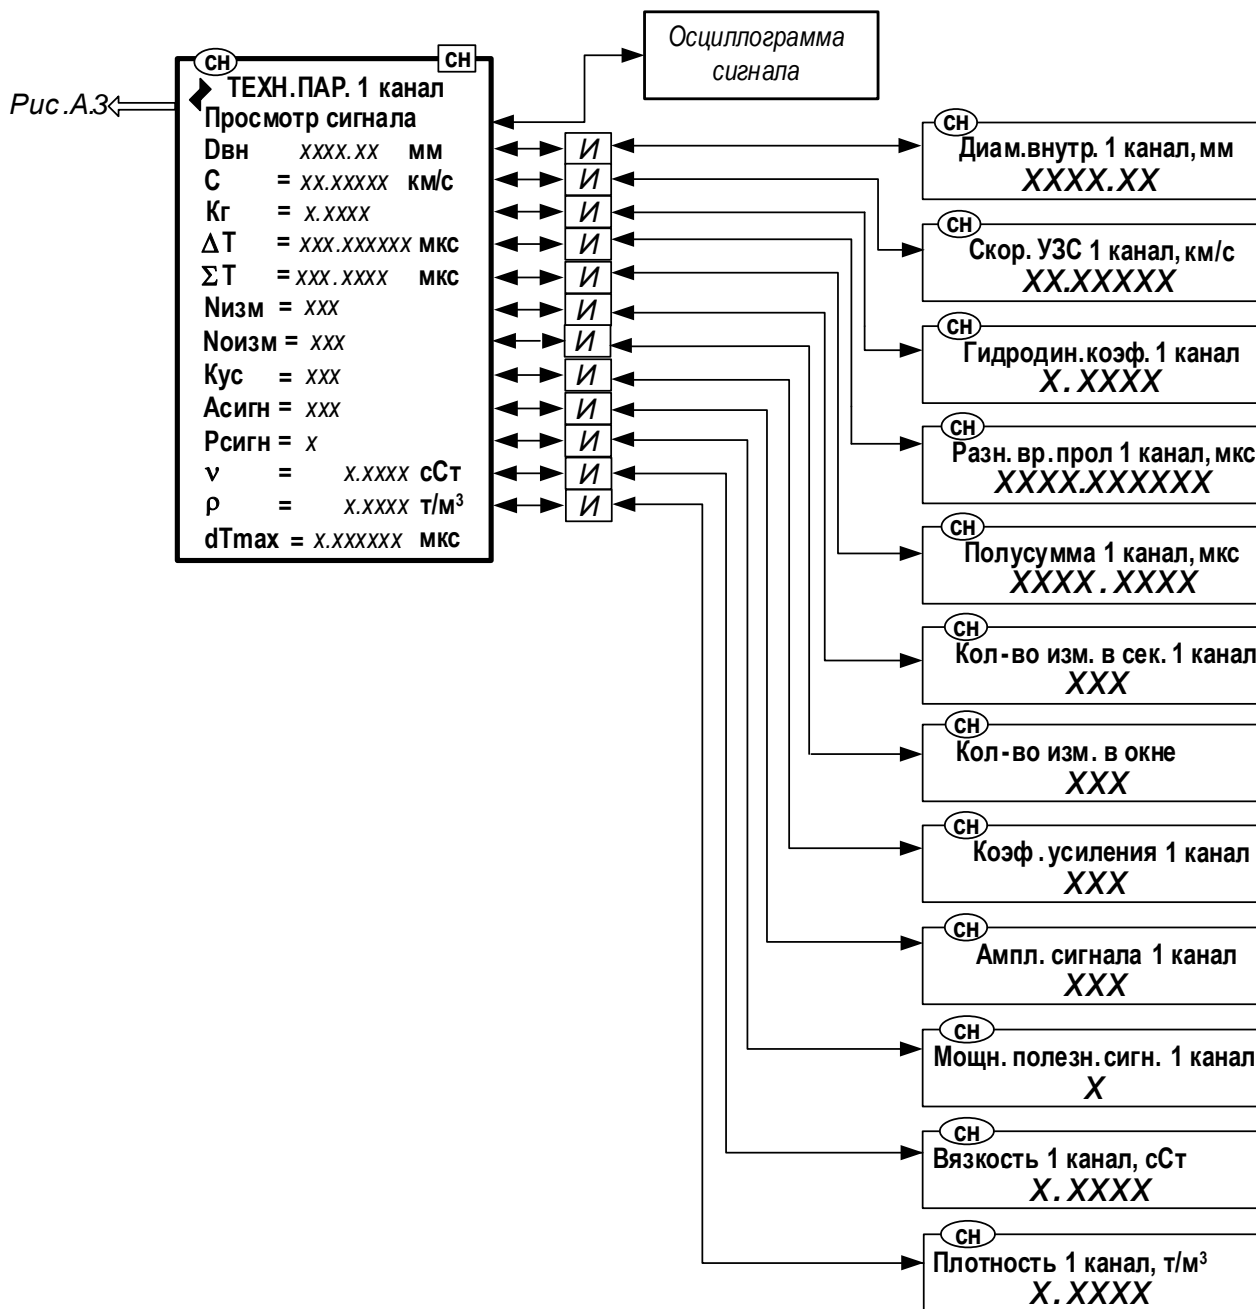 Осциллограмма
сигнала
Рис.А.3
СН
СН
ТЕХН.ПАР. 1 канал
Просмотр сигнала
Dвн xxxx.xx мм
С = xx.xxxxx км/с
Кг = x.xxxx
ΔT = xxx.xxxxxx мкс
ΣT = xxx.xxxx мкс
Nизм = xxx
Nоизм = xxx
Кус = xxx
Асигн = xxx
Рсигн = x
ν = x.xxxx сСт
ρ = x.xxxx т/м³
dTmax = x.xxxxxx мкс
И
И
И
И
И
И
И
И
И
И
И
И
СН
Диам.внутр. 1 канал, мм
XXXX.XX
СН
Скор. УЗС 1 канал, км/с
XX.XXXXX
СН
Гидродин.коэф. 1 канал
X.XXXX
СН
Разн. вр.прол 1 канал, мкс
XXXX.XXXXXX
СН
Полусумма 1 канал, мкс
XXXX.XXXX
СН
Кол-во изм. в сек. 1 канал
XXX
СН
Кол-во изм. в окне
XXX
СН
Коэф.усиления 1 канал
XXX
СН
Ампл. сигнала 1 канал
XXX
СН
Мощн. полезн.сигн. 1 канал
X
СН
Вязкость 1 канал, сСт
X.XXXX
СН
Плотность 1 канал, т/м³
X.XXXX